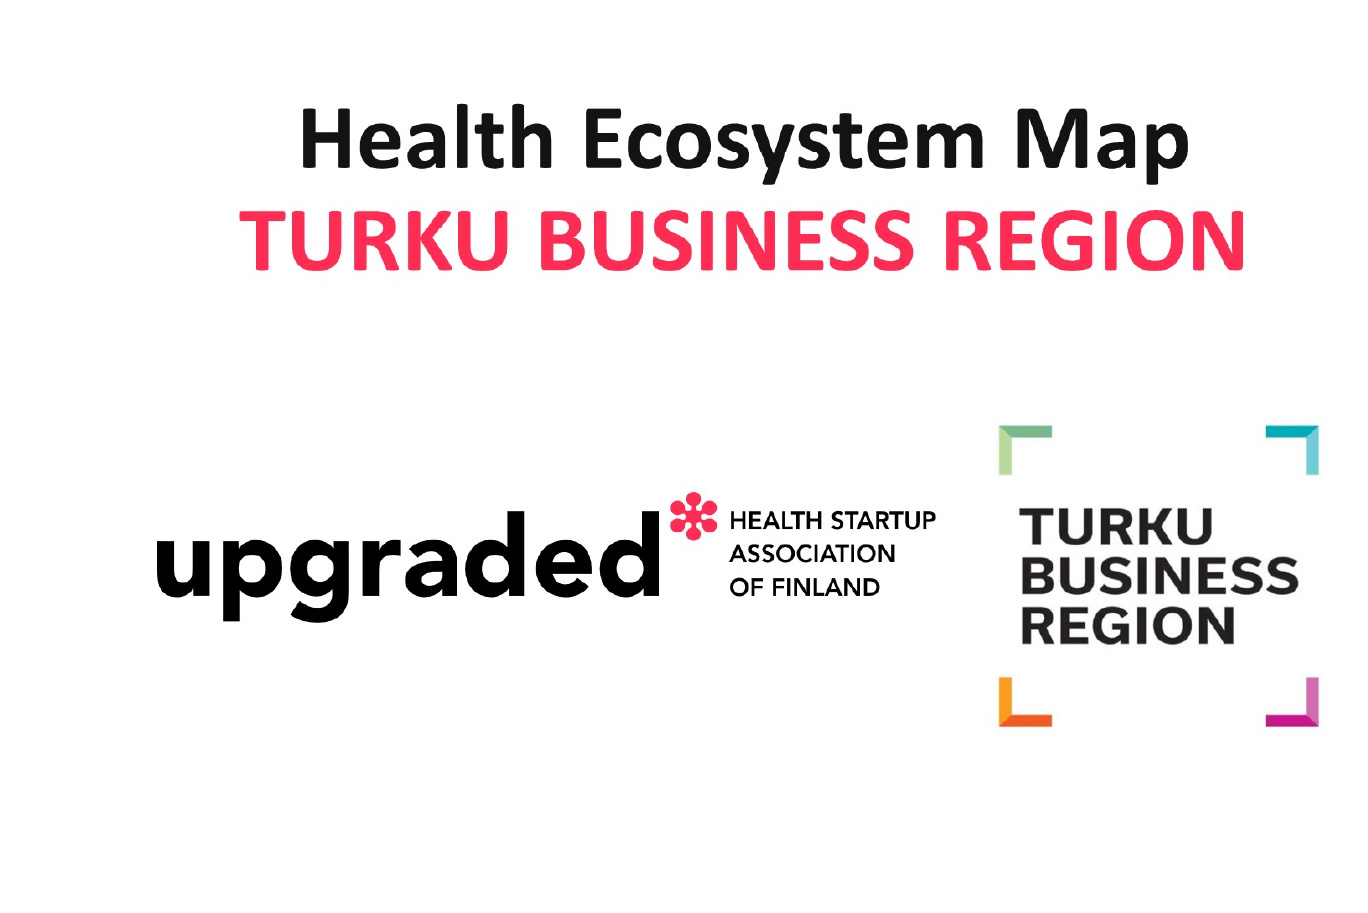 Health Ecosystem Map
TURKU BUSINESS REGION
upgraded
HEALTH STARTUP
ASSOCIATION
OF FINLAND
TURKU
BUSINESS
REGION